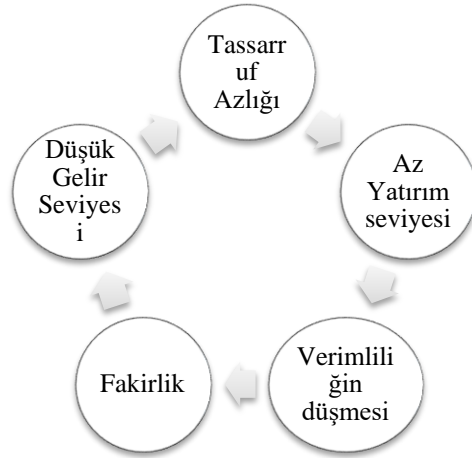 Tassarr
uf
Azlığı
Az
Yatırım
seviyesi
Verimlili
ğin
düşmesi
Fakirlik
Düşük
Gelir
Seviyes
i